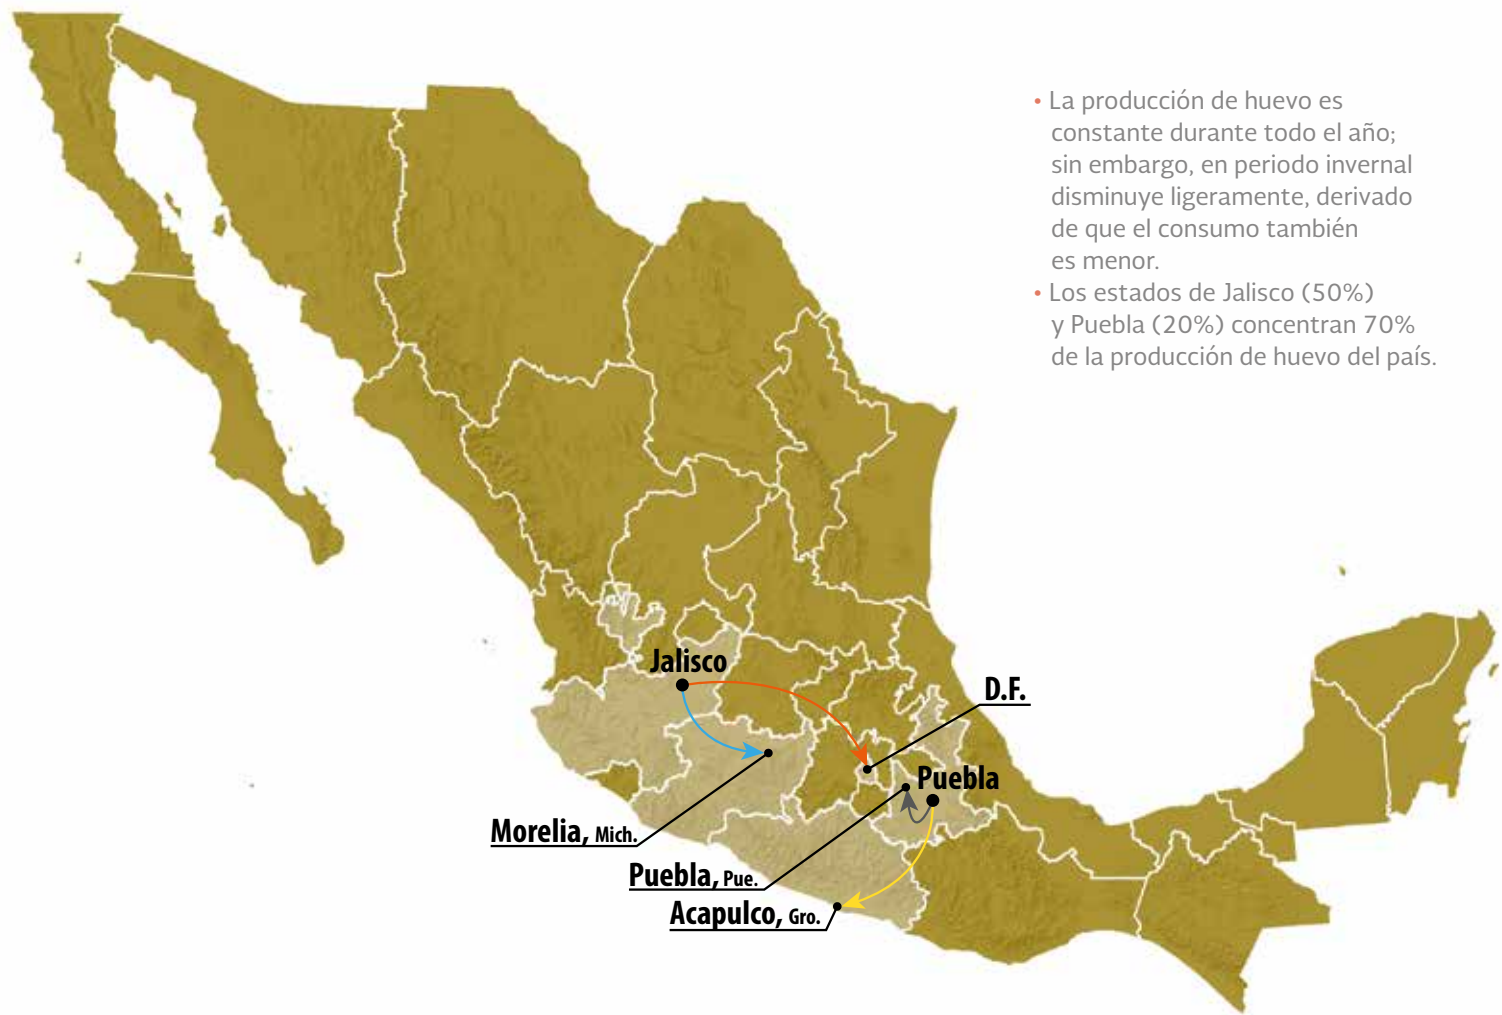 • La producción de huevo es
constante durante todo el año;
sin embargo, en periodo invernal
disminuye ligeramente, derivado
de que el consumo también
es menor.
• Los estados de Jalisco (50%)
y Puebla (20%) concentran 70%
de la producción de huevo del país.
Jalisco
D.F.
Puebla
Morelia, Mich.
Puebla, Pue.
Acapulco, Gro.